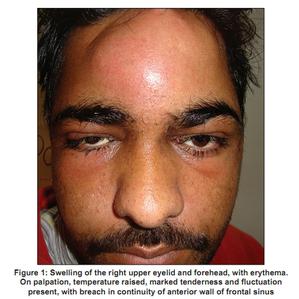 Figure 1: Swelling of the right upper eyelid and forehead, with erythema.
On palpation, temperature raised, marked tenderness and fluctuation
present, with breach in continuity of anterior wall of frontal sinus